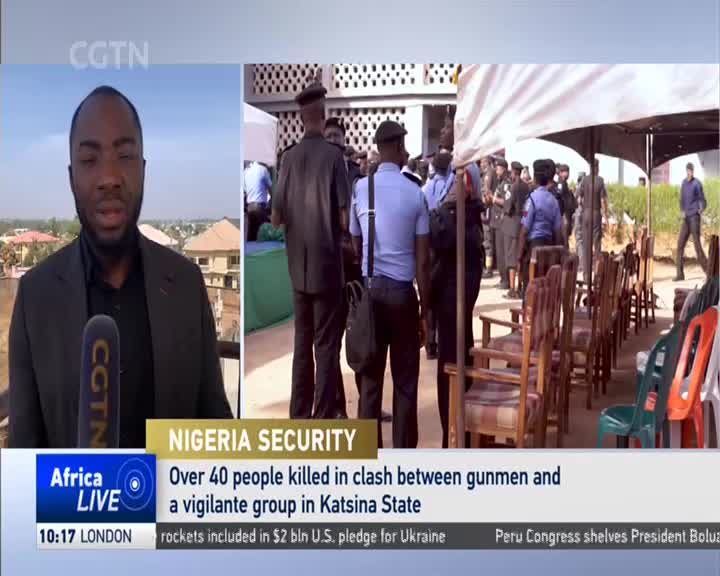 CGTN
CGTN
NIGERIA SECURITY
Over 40 people killed in clash between gunmen and
a vigilante group in Katsina State
Africa
LIVE
10:17 LONDON
rockets included in $2 bln U.S. pledge for Ukraine
Peru Congress shelves President Bolua